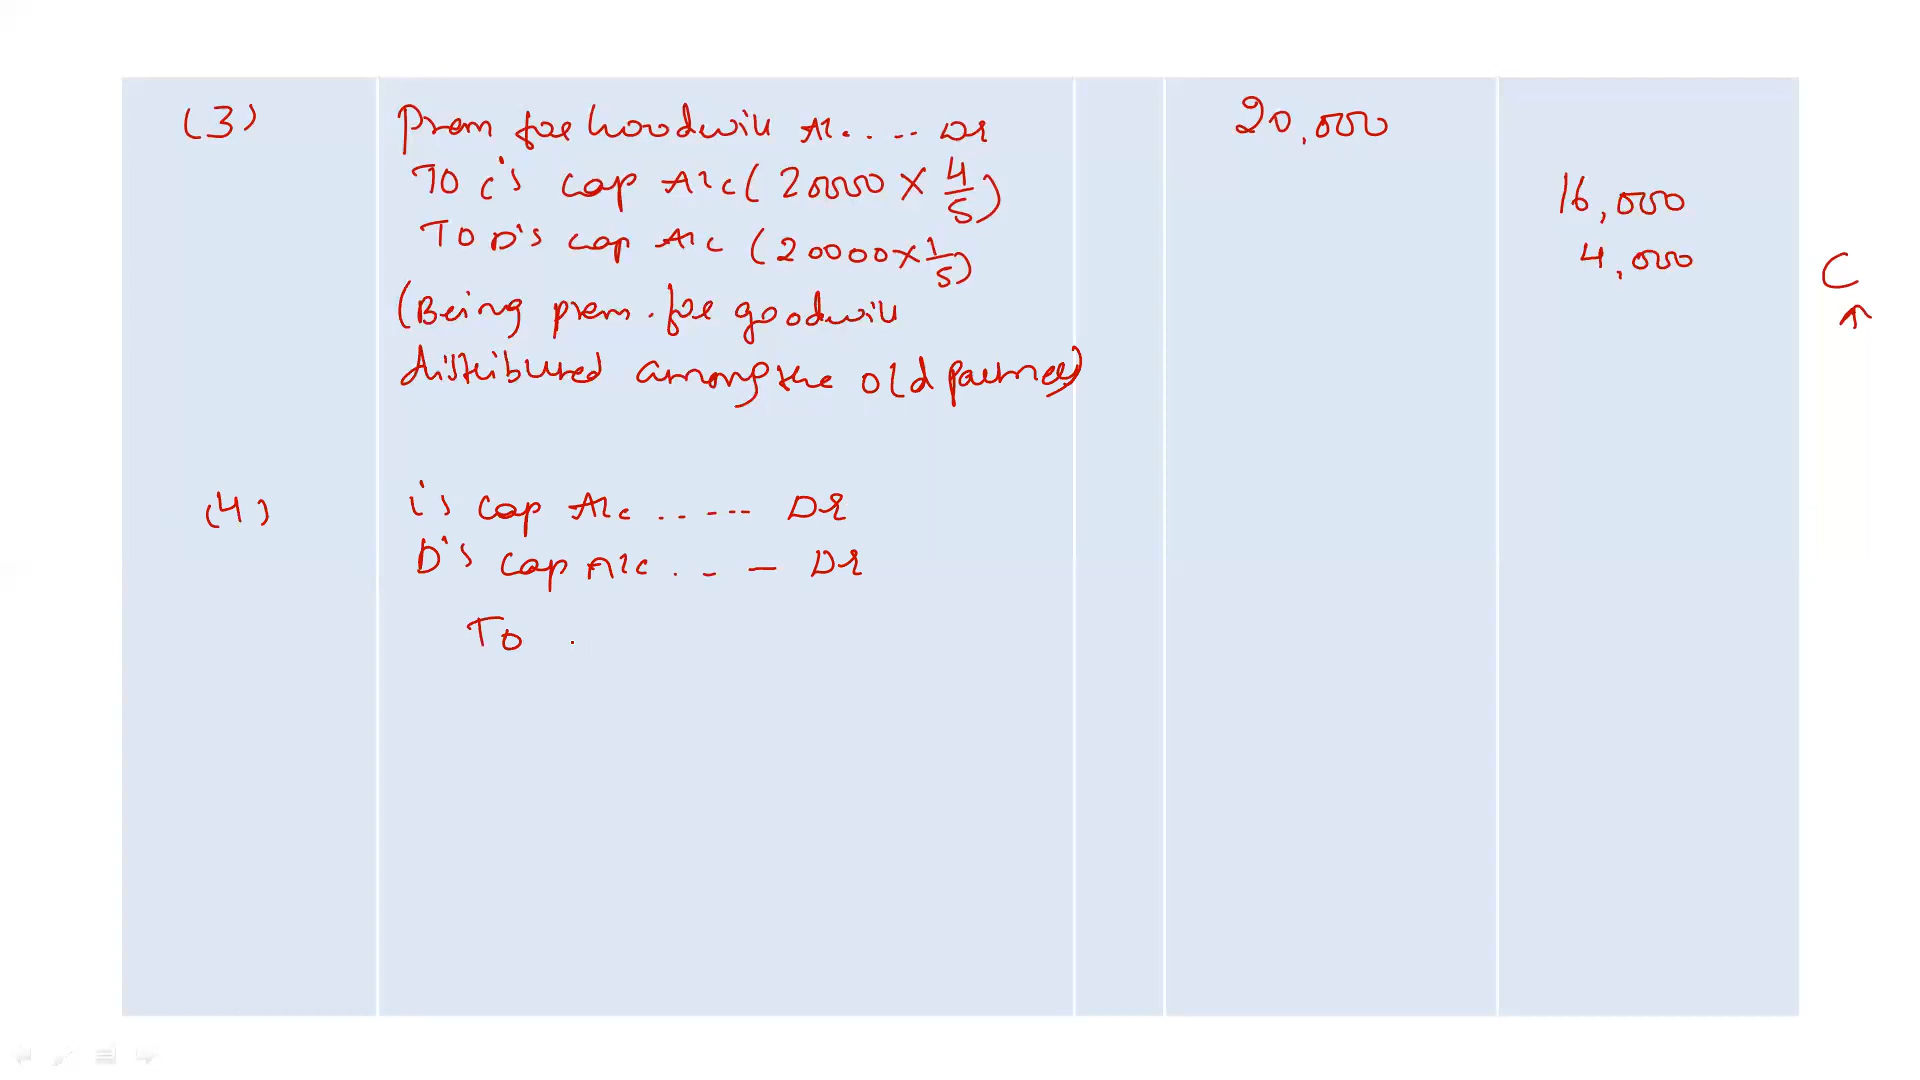 (3) Prem for Goodwill A/c .... Dr 20,000
To C's Cap A/c (20000 × 4/5) 16,000
To D's Cap A/c (20000 × 1/5) 4,000
(Being prem. for goodwill
distributed among the old partners)
C
↑
(4) C's Cap A/c ..... Dr
D's Cap A/c .. - — Dr
To .